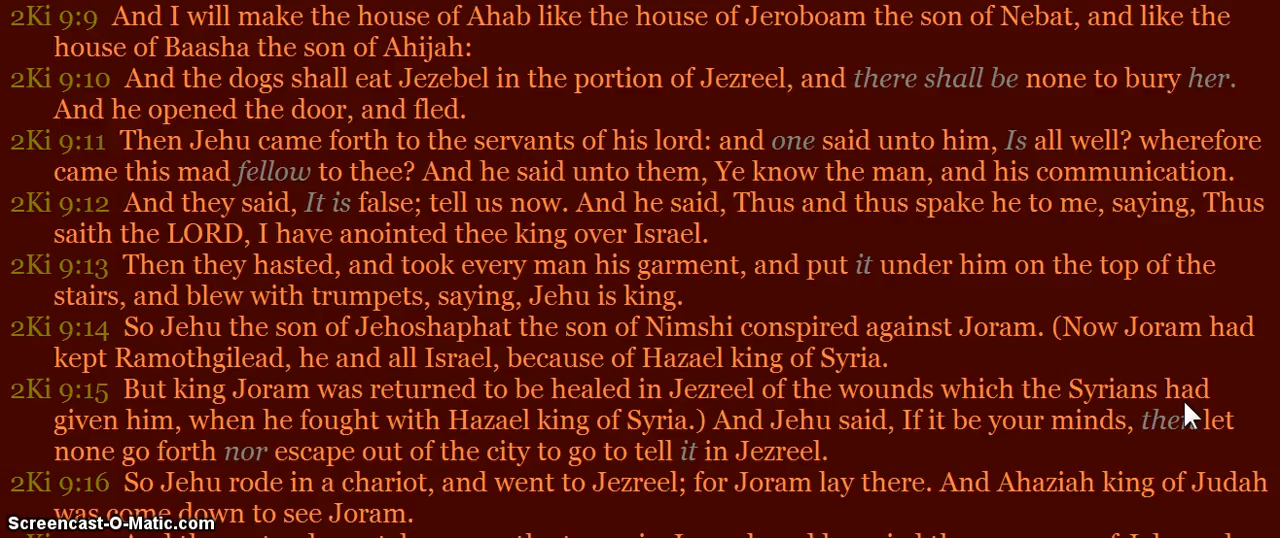 2Ki 9:9 And I will make the house of Ahab like the house of Jeroboam the son of Nebat, and like the
house of Baasha the son of Ahijah:
2Ki 9:10 And the dogs shall eat Jezebel in the portion of Jezreel, and there shall be none to bury her.
And he opened the door, and fled.
2Ki 9:11 Then Jehu came forth to the servants of his lord: and one said unto him, Is all well? wherefore
came this mad fellow to thee? And he said unto them, Ye know the man, and his communication.
2Ki 9:12 And they said, It is false; tell us now. And he said, Thus and thus spake he to me, saying, Thus
saith the LORD, I have anointed thee king over Israel.
2Ki 9:13 Then they hasted, and took every man his garment, and put it under him on the top of the
stairs, and blew with trumpets, saying, Jehu is king.
2Ki 9:14 So Jehu the son of Jehoshaphat the son of Nimshi conspired against Joram. (Now Joram had
kept Ramothgilead, he and all Israel, because of Hazael king of Syria.
2Ki 9:15 But king Joram was returned to be healed in Jezreel of the wounds which the Syrians had
given him, when he fought with Hazael king of Syria.) And Jehu said, If it be your minds, then let
none go forth nor escape out of the city to go to tell it in Jezreel.
2Ki 9:16 So Jehu rode in a chariot, and went to Jezreel; for Joram lay there. And Ahaziah king of Judah
was come down to see Joram.
Screencast-O-Matic.com